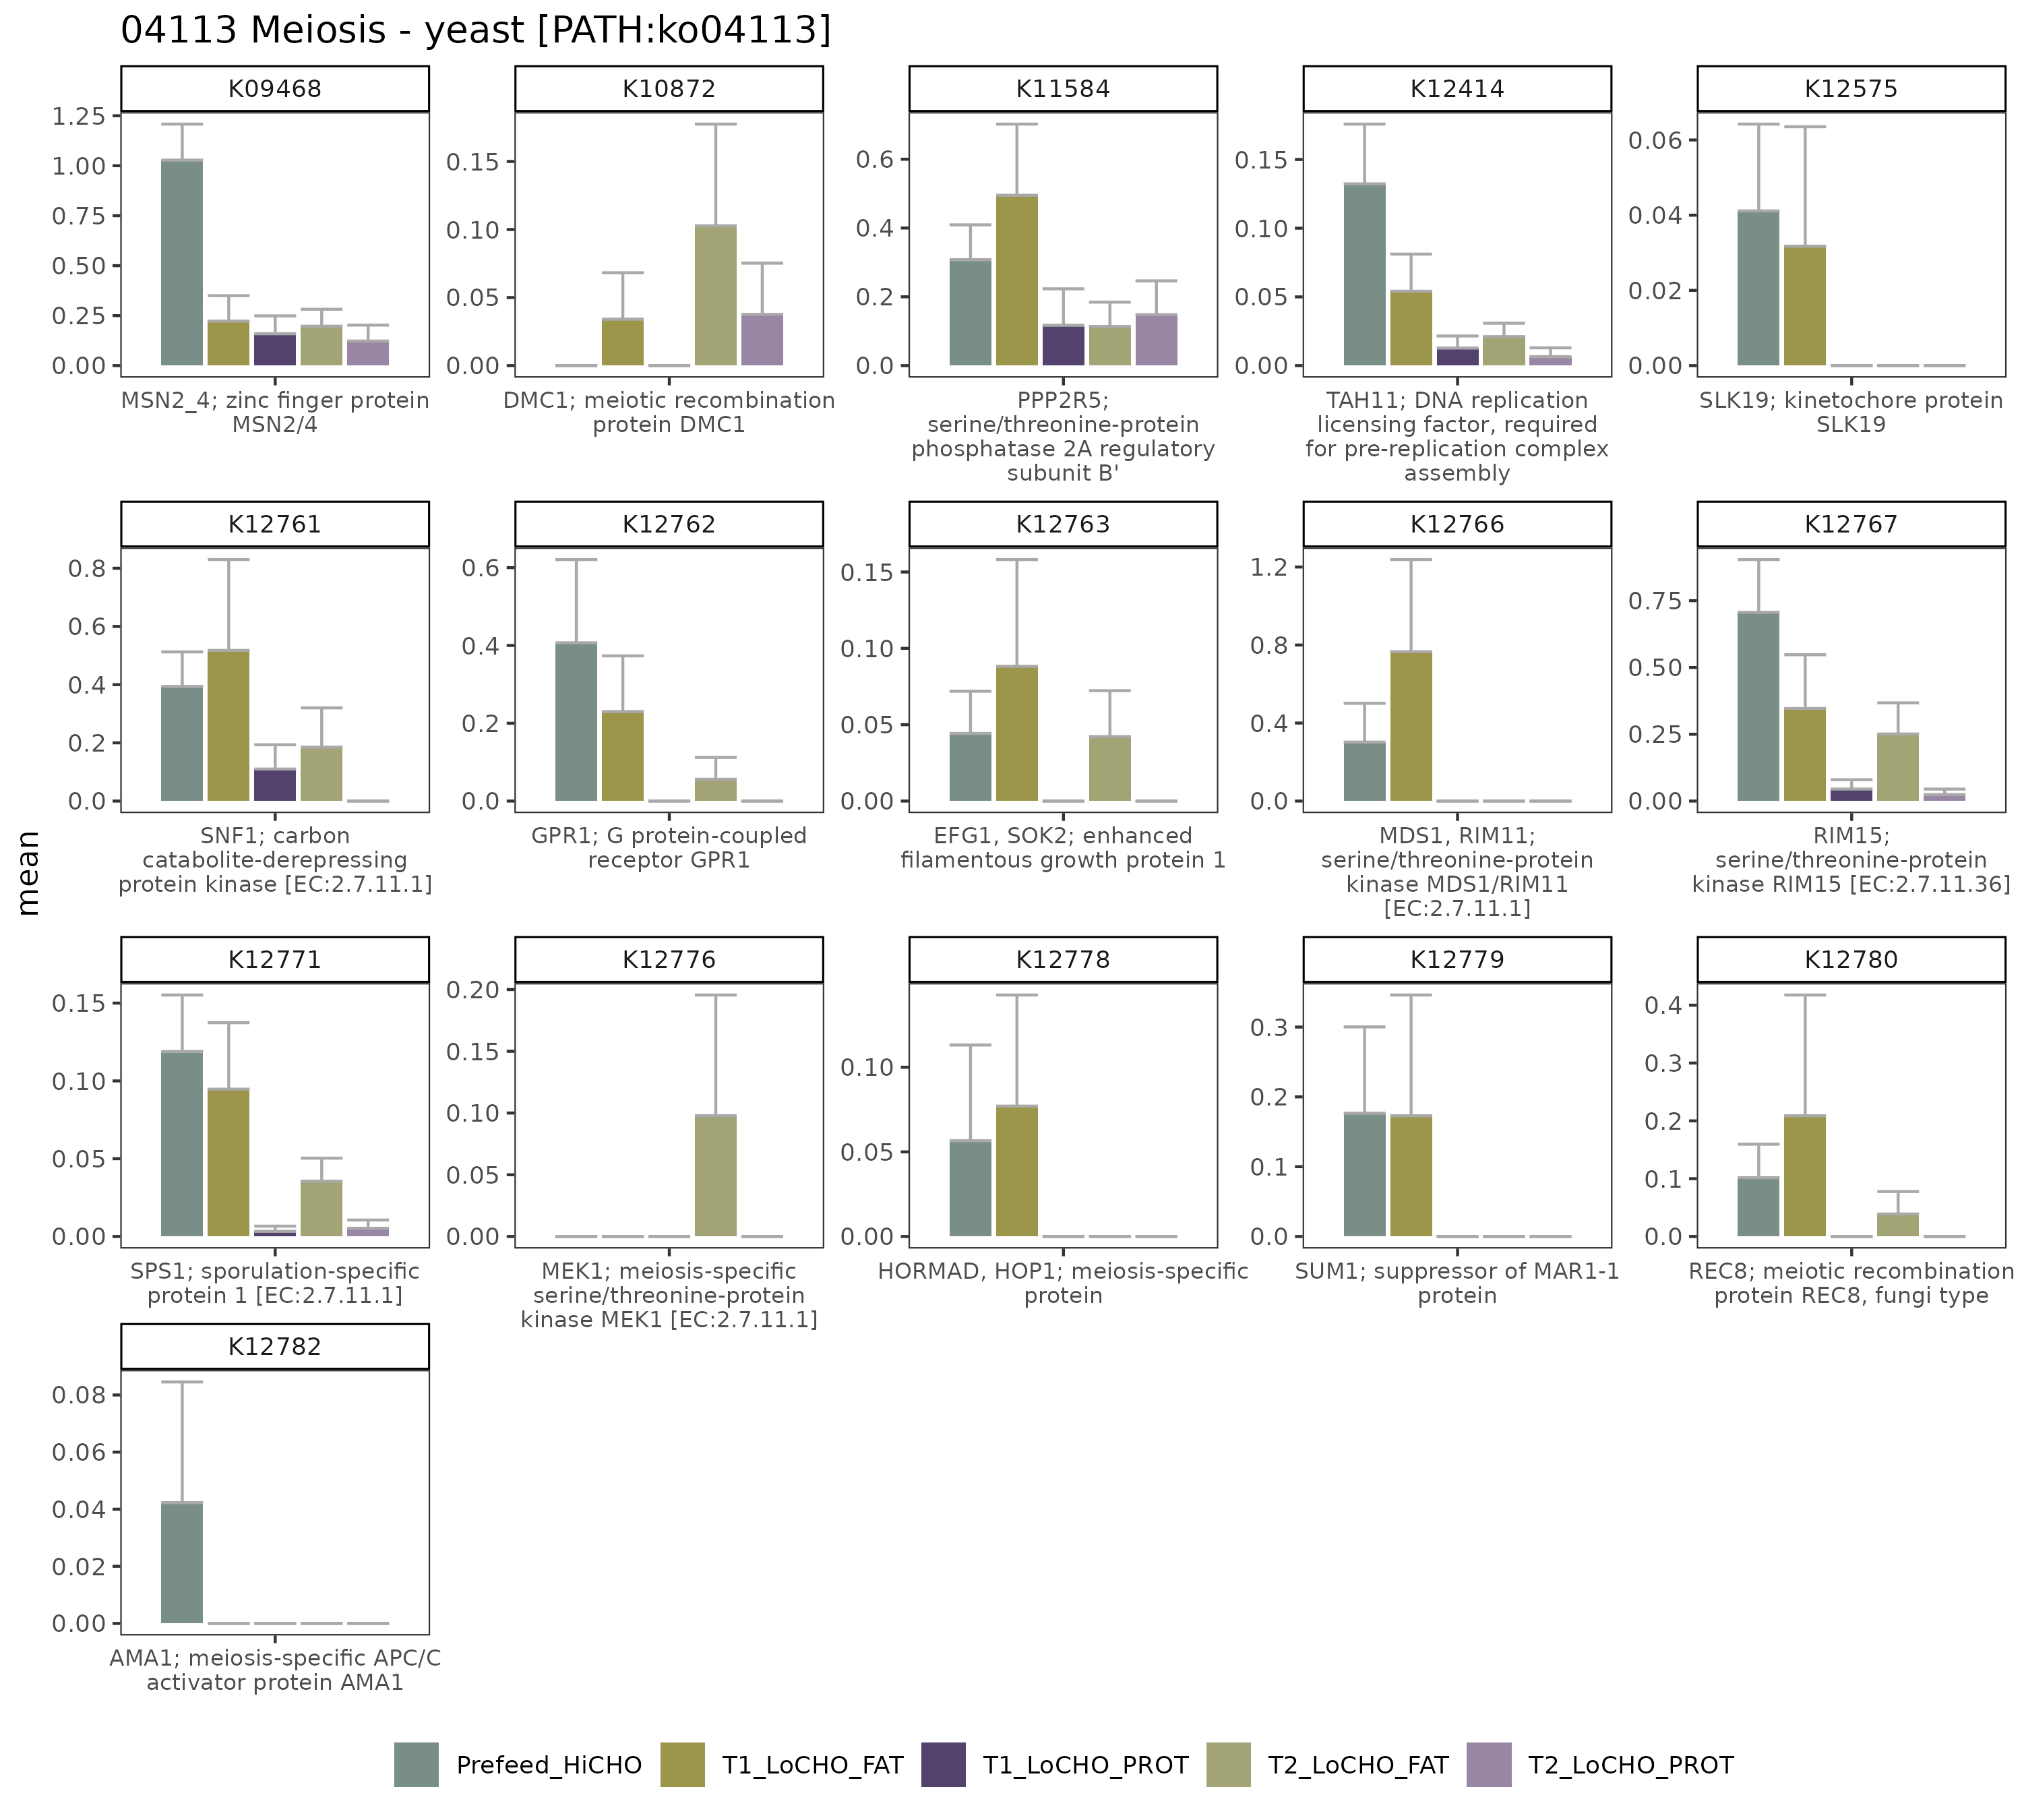 04113 Meiosis - yeast [PATH:ko04113]
K09468
K10872
K11584
K12414
K12575
1.25
1.00
0.75
0.50
0.25
0.00
0.15
0.10
0.05
0.00
0.6
0.4
0.2
0.0
0.15
0.10
0.05
0.00
0.06
0.04
0.02
0.00
MSN2_4; zinc finger protein
MSN2/4
DMC1; meiotic recombination
protein DMC1
PPP2R5;
serine/threonine-protein
phosphatase 2A regulatory
subunit B'
TAH11; DNA replication
licensing factor, required
for pre-replication complex
assembly
SLK19; kinetochore protein
SLK19
K12761
K12762
K12763
K12766
K12767
0.8
0.6
0.4
0.2
0.0
0.6
0.4
0.2
0.0
0.15
0.10
0.05
0.00
1.2
0.8
0.4
0.0
0.75
0.50
0.25
0.00
SNF1; carbon
catabolite-derepressing
protein kinase [EC:2.7.11.1]
GPR1; G protein-coupled
receptor GPR1
EFG1, SOK2; enhanced
filamentous growth protein 1
MDS1, RIM11;
serine/threonine-protein
kinase MDS1/RIM11
[EC:2.7.11.1]
RIM15;
serine/threonine-protein
kinase RIM15 [EC:2.7.11.36]
mean
K12771
K12776
K12778
K12779
K12780
0.15
0.10
0.05
0.00
0.20
0.15
0.10
0.05
0.00
0.10
0.05
0.00
0.3
0.2
0.1
0.0
0.4
0.3
0.2
0.1
0.0
SPS1; sporulation-specific
protein 1 [EC:2.7.11.1]
MEK1; meiosis-specific
serine/threonine-protein
kinase MEK1 [EC:2.7.11.1]
HORMAD, HOP1; meiosis-specific
protein
SUM1; suppressor of MAR1-1
protein
REC8; meiotic recombination
protein REC8, fungi type
K12782
0.08
0.06
0.04
0.02
0.00
AMA1; meiosis-specific APC/C
activator protein AMA1
Prefeed_HiCHO
T1_LoCHO_FAT
T1_LoCHO_PROT
T2_LoCHO_FAT
T2_LoCHO_PROT